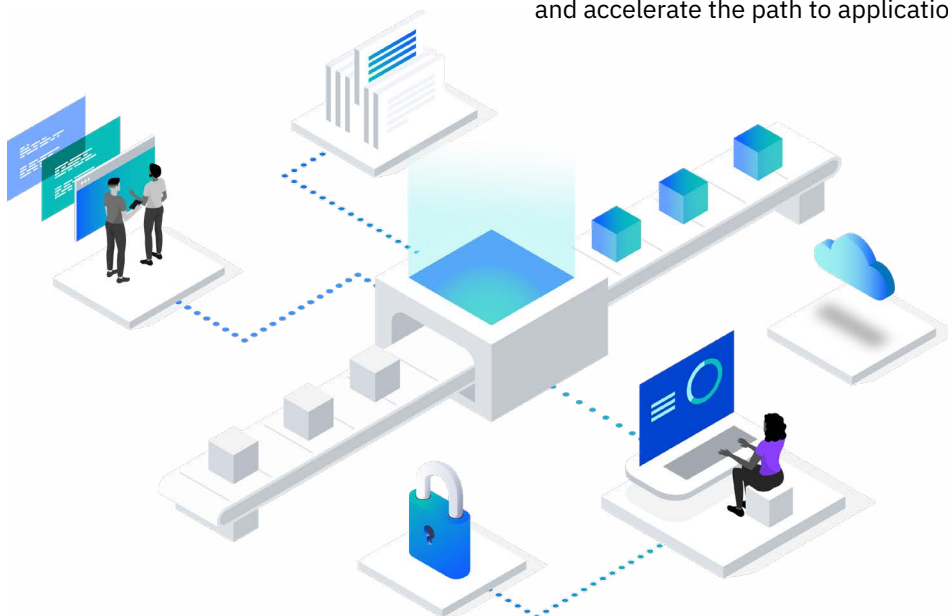 and accelerate the path to applicatio